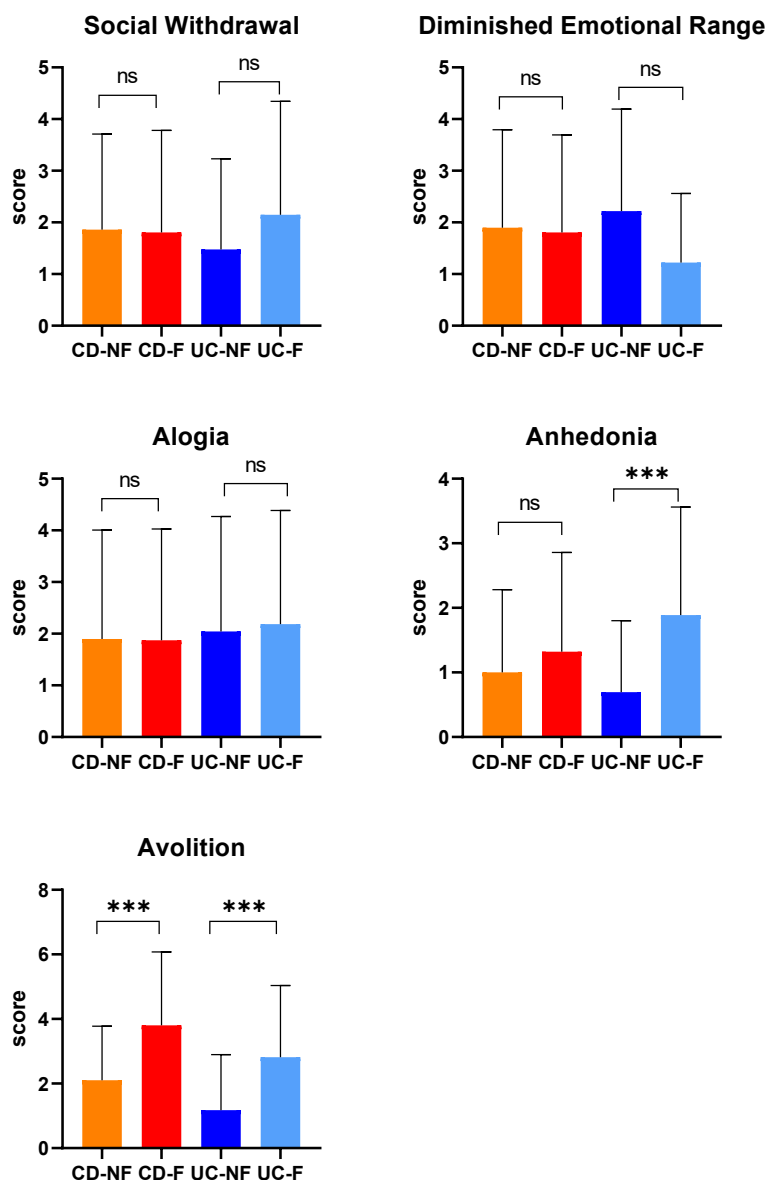 Social Withdrawal
ns
ns
score
5
4
3
2
1
0
CD-NF CD-F UC-NF UC-F
Diminished Emotional Range
ns
ns
score
5
4
3
2
1
0
CD-NF CD-F UC-NF UC-F
Alogia
ns
ns
score
5
4
3
2
1
0
CD-NF CD-F UC-NF UC-F
Anhedonia
ns
***
score
4
3
2
1
0
CD-NF CD-F UC-NF UC-F
Avolition
***
***
score
8
6
4
2
0
CD-NF CD-F UC-NF UC-F